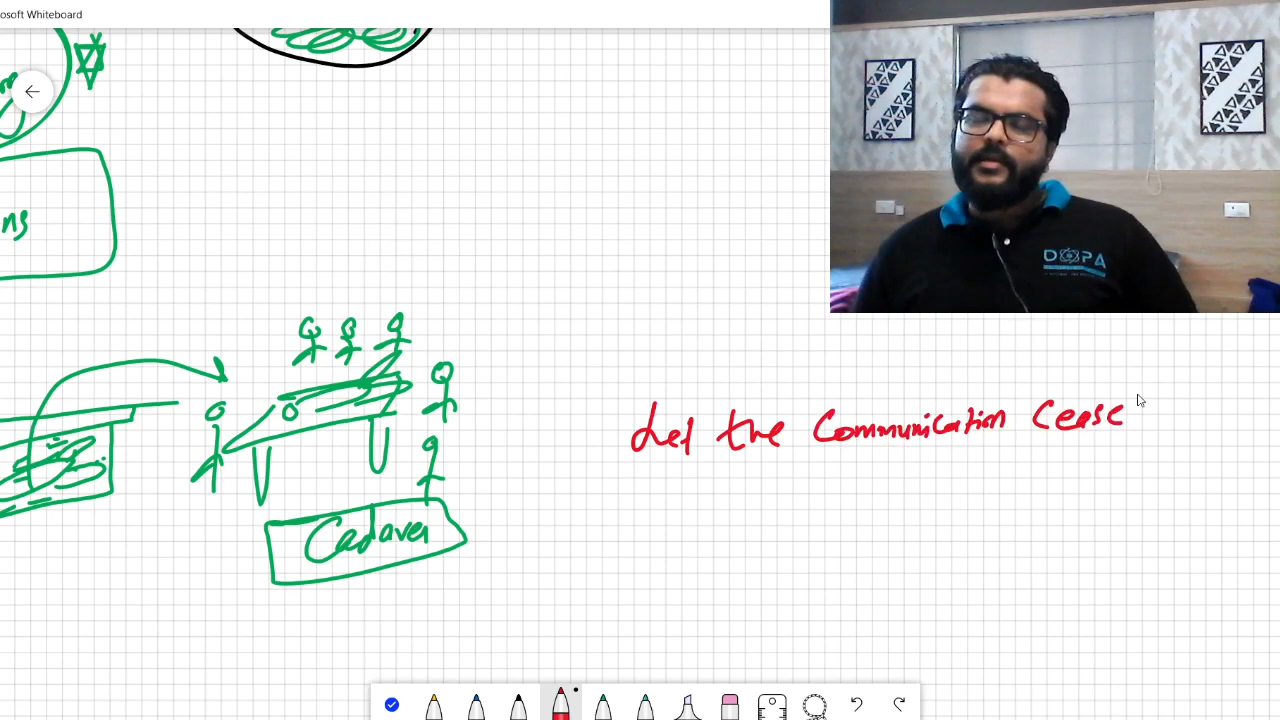 osoft Whiteboard
ns
DOPA
Let the Communication Cease
Cadaver